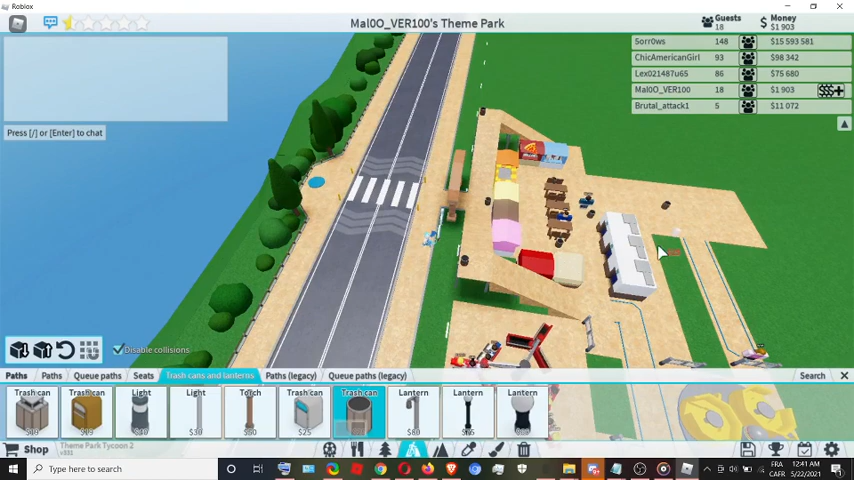 Roblox
Mal0O_VER100's Theme Park
Guests
18
Money
$1 903
5orr0ws 148 $15 593 581
ChicAmericanGirl 93 $98 342
Lex021487u65 86 $75 680
Mal0O_VER100 18 $1 903 $$$+
Brutal_attack1 5 $11 072
Press [/] or [Enter] to chat
Disable collisions
Paths Paths Queue paths Seats Trash cans and lanterns Paths (legacy) Queue paths (legacy) Search
Trash can Trash can Light Light Torch Trash can Trash can Lantern Lantern Lantern
$30 $25 $80
Shop
Theme Park Tycoon 2
v331
Type here to search
FRA
CAFR
12:41 AM
5/22/2021